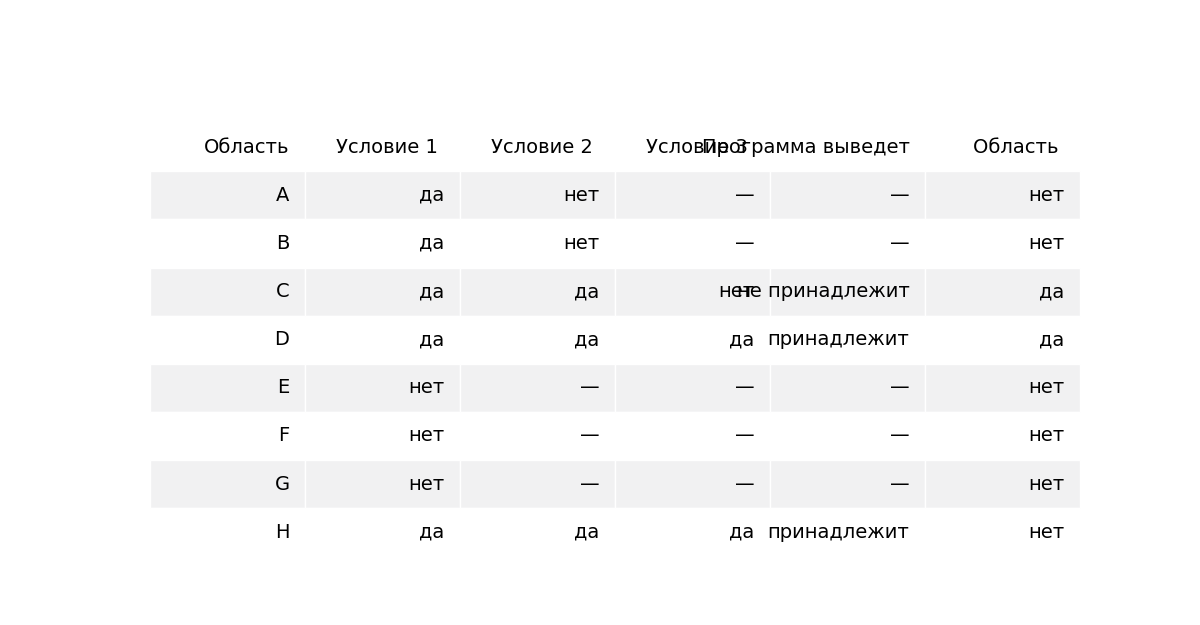 Область Условие 1 Условие 2 Условие 3 Программа выведет Область
A да нет — — нет
B да нет — — нет
C да да нет не принадлежит да
D да да да принадлежит да
E нет — — — нет
F нет — — — нет
G нет — — — нет
H да да да принадлежит нет